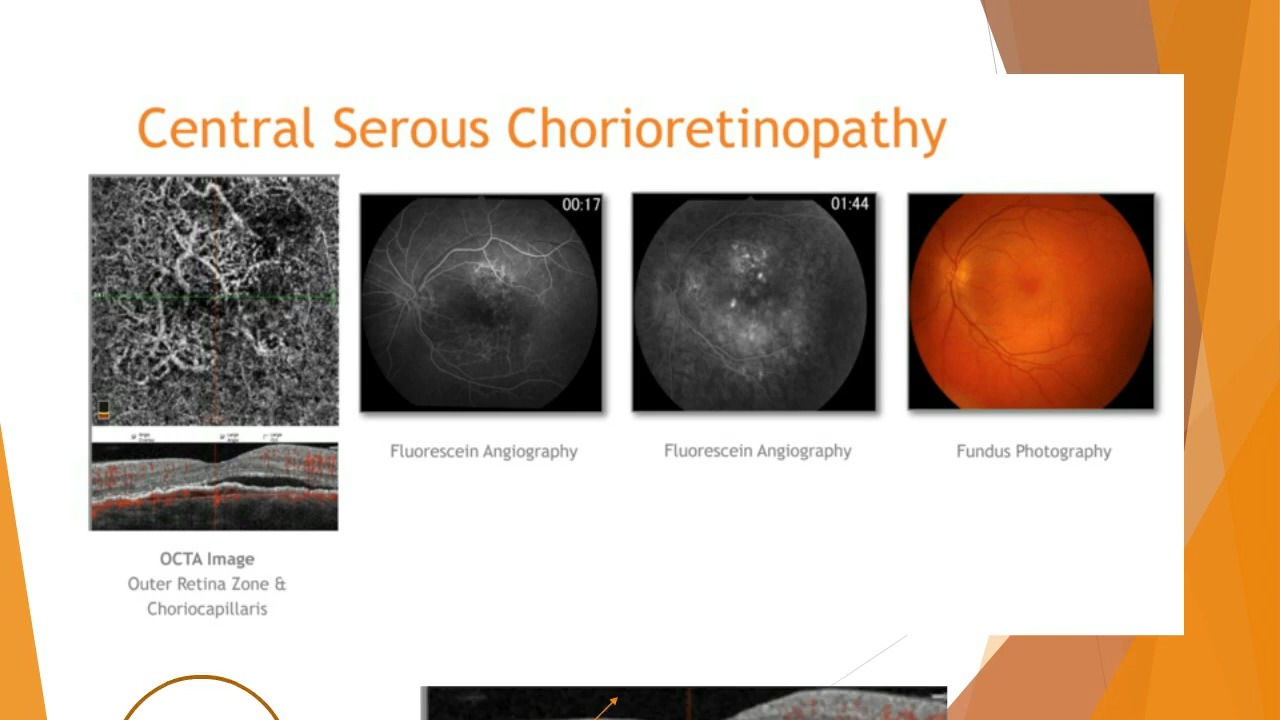 Central Serous Chorioretinopathy
00:17
01:44
Fluorescein Angiography
Fluorescein Angiography
Fundus Photography
OCTA Image
Outer Retina Zone &
Choriocapillaris